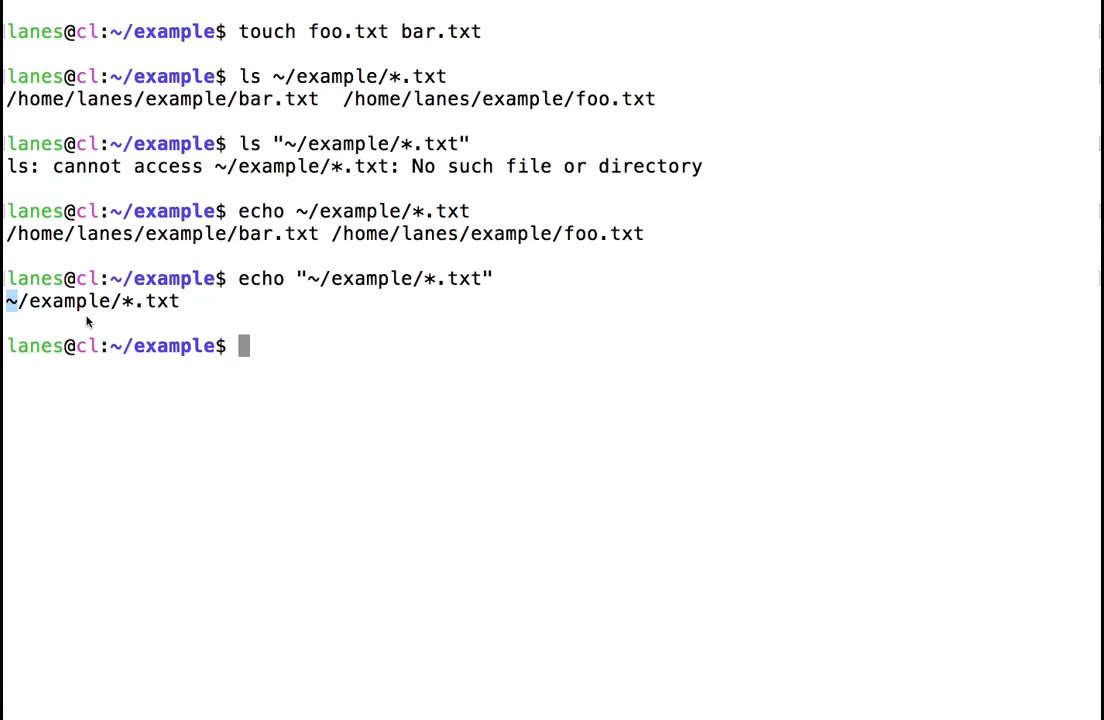 lanes@cl:~/example$ touch foo.txt bar.txt
lanes@cl:~/example$ ls ~/example/*.txt
/home/lanes/example/bar.txt  /home/lanes/example/foo.txt
lanes@cl:~/example$ ls "~/example/*.txt"
ls: cannot access ~/example/*.txt: No such file or directory
lanes@cl:~/example$ echo ~/example/*.txt
/home/lanes/example/bar.txt /home/lanes/example/foo.txt
lanes@cl:~/example$ echo "~/example/*.txt"
~/example/*.txt
lanes@cl:~/example$